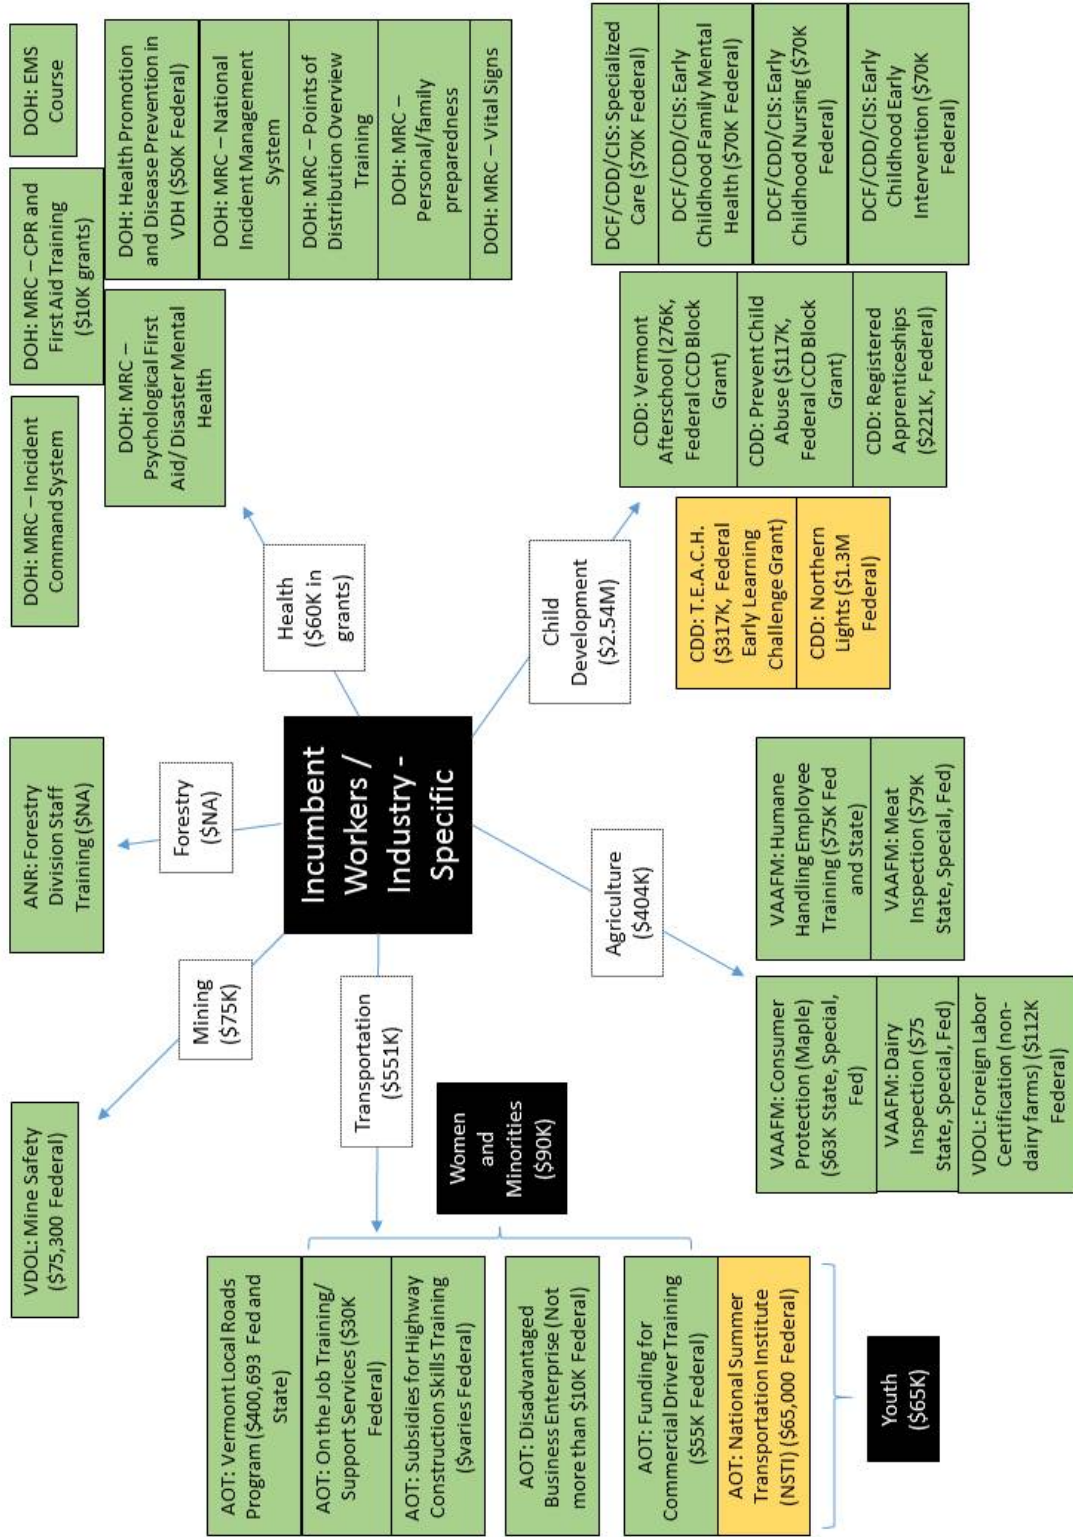 VDOL: Mine Safety
($75,300 Federal)
ANR: Forestry
Division Staff
Training ($NA)
DOH: MRC – Incident
Command System
DOH: MRC – CPR and
First Aid Training
($10K grants)
DOH: EMS
Course
DOH: MRC –
Psychological First
Aid/ Disaster Mental
Health
DOH: Health Promotion
and Disease Prevention in
VDH ($50K Federal)
DOH: MRC – National
Incident Management
System
DOH: MRC – Points of
Distribution Overview
Training
DOH: MRC –
Personal/family
preparedness
DOH: MRC – Vital Signs
Mining
($75K)
Forestry
($NA)
Health
($60K in
grants)
Incumbent
Workers /
Industry -
Specific
Transportation
($551K)
Women
and
Minorities
($90K)
AOT: Vermont Local Roads
Program ($400,693 Fed and
State)
AOT: On the Job Training/
Support Services ($30K
Federal)
AOT: Subsidies for Highway
Construction Skills Training
($varies Federal)
AOT: Disadvantaged
Business Enterprise (Not
more than $10K Federal)
AOT: Funding for
Commercial Driver Training
($55K Federal)
AOT: National Summer
Transportation Institute
(NSTI) ($65,000 Federal)
Youth
($65K)
Agriculture
($404K)
VAAFM: Consumer
Protection (Maple)
($63K State, Special,
Fed)
VAAFM: Dairy
Inspection ($75
State, Special, Fed)
VDOL: Foreign Labor
Certification (non-
dairy farms) ($112K
Federal)
VAAFM: Humane
Handling Employee
Training ($75K Fed
and State)
VAAFM: Meat
Inspection ($79K
State, Special, Fed)
Child
Development
($2.54M)
CDD: T.E.A.C.H.
($317K, Federal
Early Learning
Challenge Grant)
CDD: Northern
Lights ($1.3M
Federal)
CDD: Vermont
Afterschool (276K,
Federal CCD Block
Grant)
CDD: Prevent Child
Abuse ($117K,
Federal CCD Block
Grant)
CDD: Registered
Apprenticeships
($221K, Federal)
DCF/CDD/CIS: Specialized
Care ($70K Federal)
DCF/CDD/CIS: Early
Childhood Family Mental
Health ($70K Federal)
DCF/CDD/CIS: Early
Childhood Nursing ($70K
Federal)
DCF/CDD/CIS: Early
Childhood Early
Intervention ($70K
Federal)